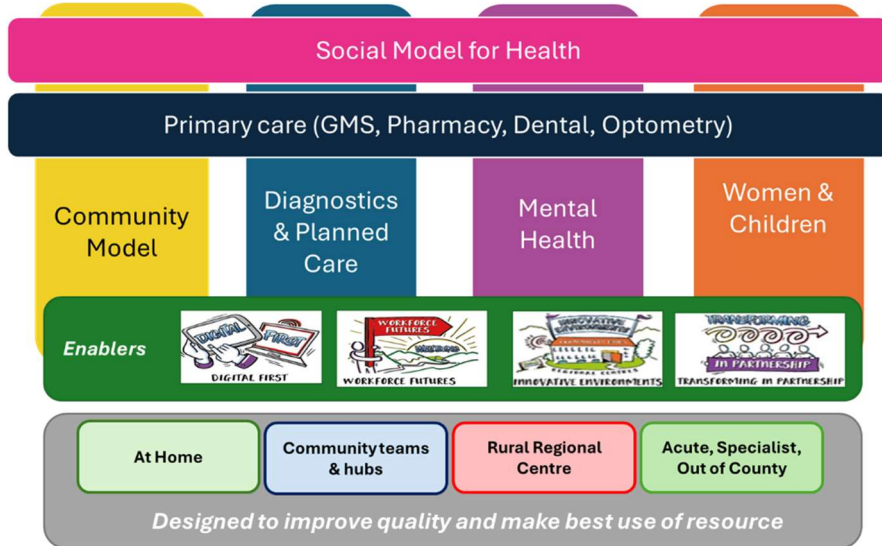 Social Model for Health
Primary care (GMS, Pharmacy, Dental, Optometry)
Community
Model
Diagnostics
& Planned
Care
Mental
Health
Women &
Children
Enablers
DIGITAL
FIRST
DIGITAL FIRST
WORKFORCE
FUTURES
WORKFORCE FUTURES
INNOVATIVE
ENVIRONMENTS
REGIONAL CENTRES
INNOVATIVE ENVIRONMENTS
TRANSFORMING
IN PARTNERSHIP
TRANSFORMING IN PARTNERSHIP
At Home
Community teams
& hubs
Rural Regional
Centre
Acute, Specialist,
Out of County
Designed to improve quality and make best use of resource